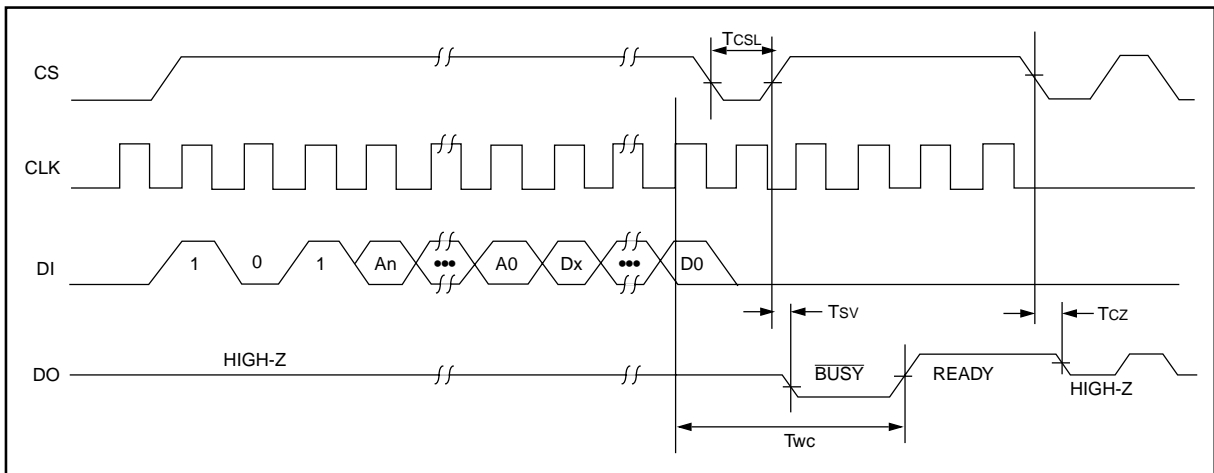 TCSL
CS
CLK
DI
1 0 1 An ••• A0 Dx ••• D0
TSV
TCZ
DO
HIGH-Z
BUSY
READY
HIGH-Z
TWC